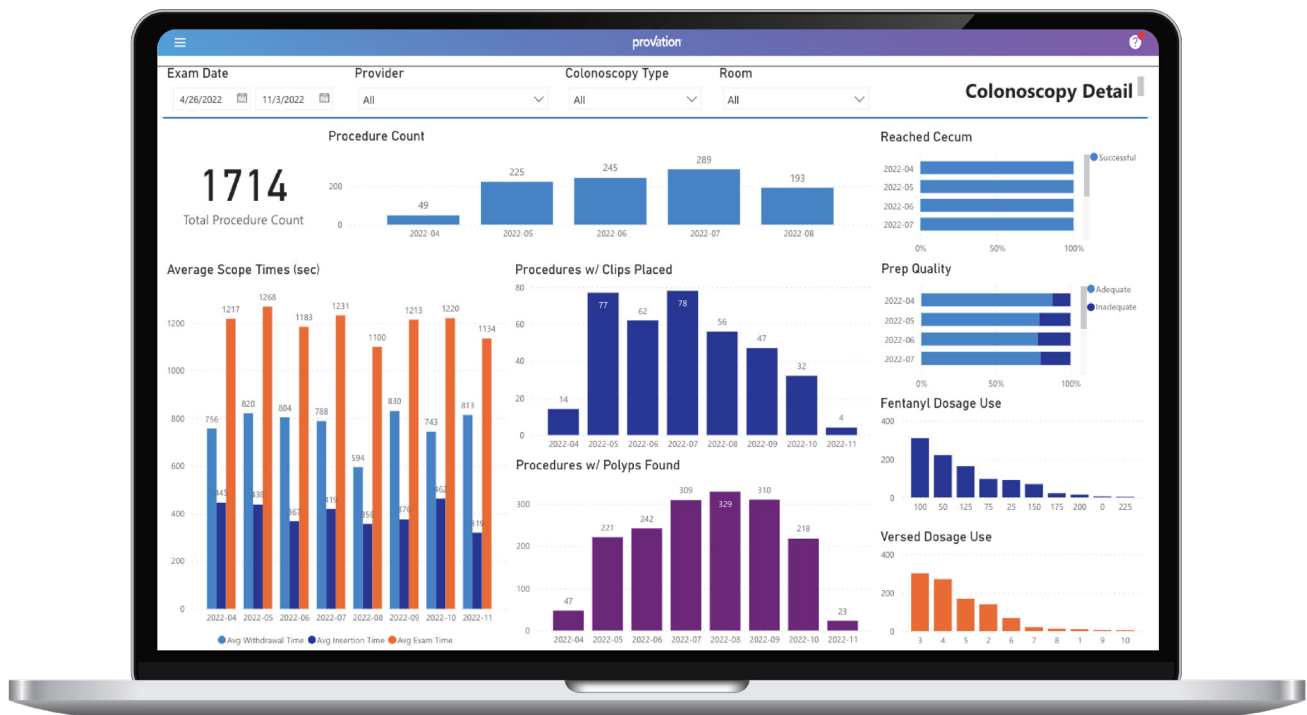 provation
?
Exam Date
4/26/2022
11/3/2022
Provider
All
Colonoscopy Type
All
Room
All
Colonoscopy Detail
1714
Total Procedure Count
Procedure Count
200
0
49
225
245
289
193
2022-04 2022-05 2022-06 2022-07 2022-08
Reached Cecum
Successful
2022-04
2022-05
2022-06
2022-07
0% 50% 100%
Average Scope Times (sec)
1200
1000
800
600
400
200
0
756 445 1217
820 438 1268
804 367 1183
788 419 1231
594 356 1100
830 376 1213
743 462 1220
813 319 1134
2022-04 2022-05 2022-06 2022-07 2022-08 2022-09 2022-10 2022-11
Avg Withdrawal Time Avg Insertion Time Avg Exam Time
Procedures w/ Clips Placed
80
60
40
20
0
14 77 62 78 56 47 32 4
2022-04 2022-05 2022-06 2022-07 2022-08 2022-09 2022-10 2022-11
Procedures w/ Polyps Found
300
200
100
0
47 221 242 309 329 310 218 23
2022-04 2022-05 2022-06 2022-07 2022-08 2022-09 2022-10 2022-11
Prep Quality
Adequate
Inadequate
2022-04
2022-05
2022-06
2022-07
0% 50% 100%
Fentanyl Dosage Use
400
200
0
100 50 125 75 25 150 175 200 0 225
Versed Dosage Use
400
200
0
3 4 5 2 6 7 8 1 9 10